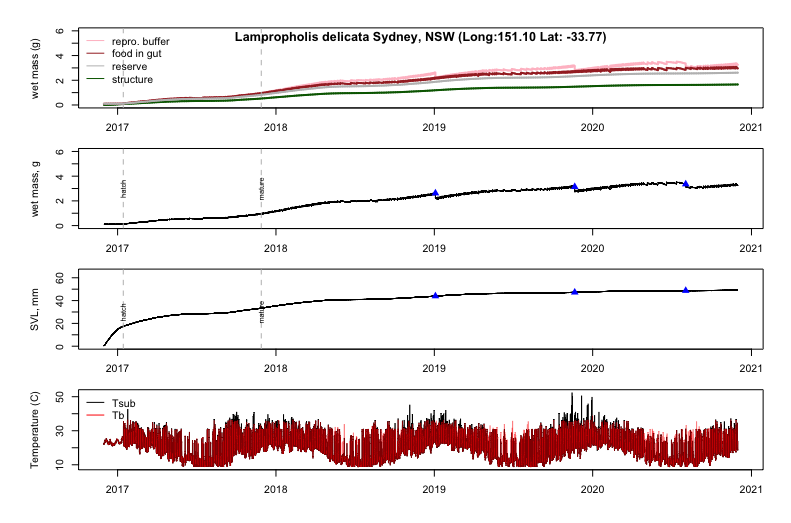 Lampropholis delicata Sydney, NSW (Long:151.10 Lat: -33.77)
repro. buffer
food in gut
reserve
structure
wet mass (g)
0 2 4 6
2017 2018 2019 2020 2021
wet mass, g
0 2 4 6
hatch
mature
2017 2018 2019 2020 2021
SVL, mm
0 20 40 60
hatch
mature
2017 2018 2019 2020 2021
Temperature (C)
10 30 50
Tsub
Tb
2017 2018 2019 2020 2021